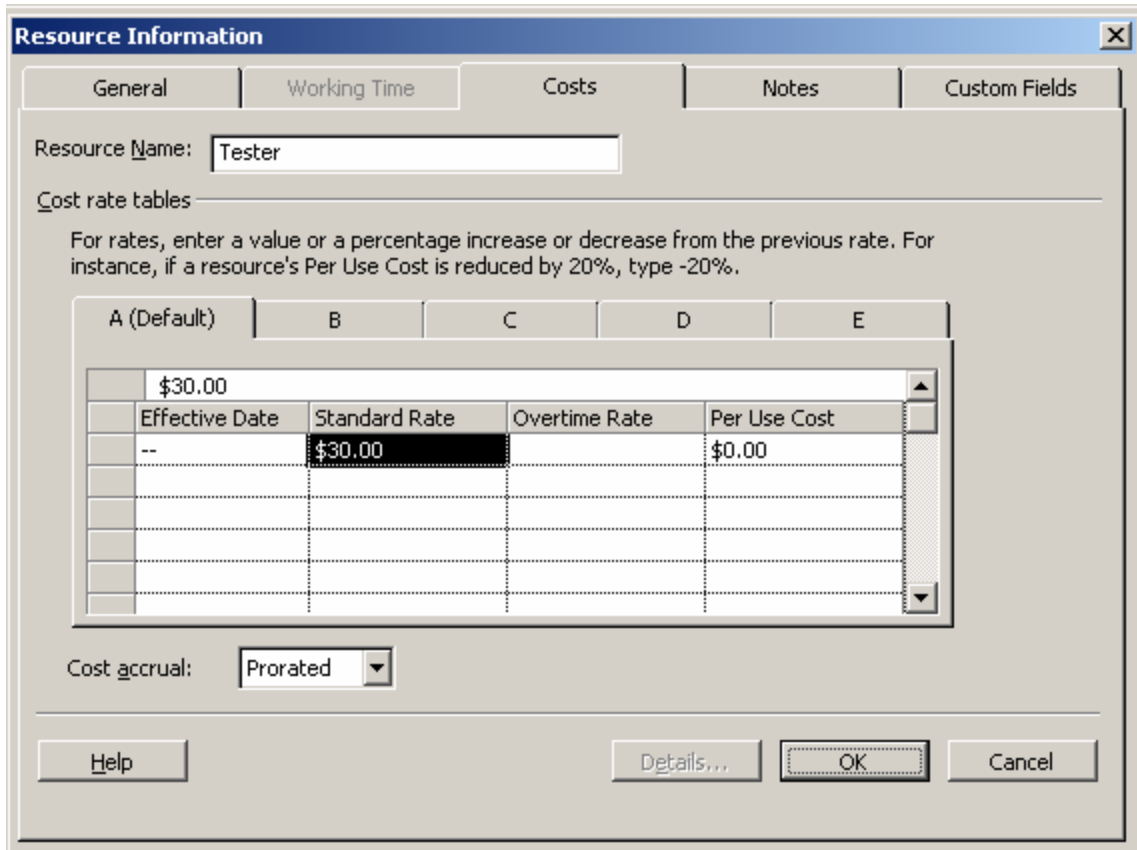 Resource Information
General Working Time Costs Notes Custom Fields
Resource Name: Tester
Cost rate tables
For rates, enter a value or a percentage increase or decrease from the previous rate. For
instance, if a resource's Per Use Cost is reduced by 20%, type -20%.
A (Default) B C D E
$30.00
Effective Date Standard Rate Overtime Rate Per Use Cost
-- $30.00 $0.00
Cost accrual: Prorated
Help Details... OK Cancel